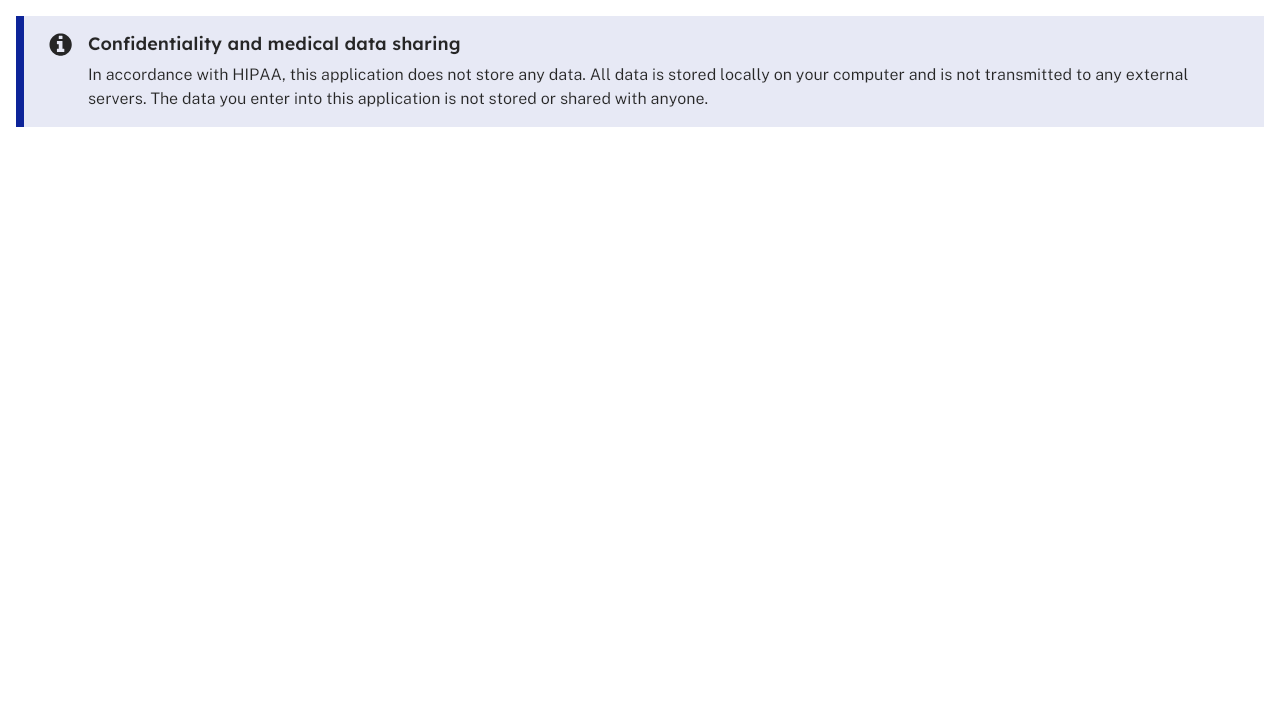 Confidentiality and medical data sharing
In accordance with HIPAA, this application does not store any data. All data is stored locally on your computer and is not transmitted to any external
servers. The data you enter into this application is not stored or shared with anyone.